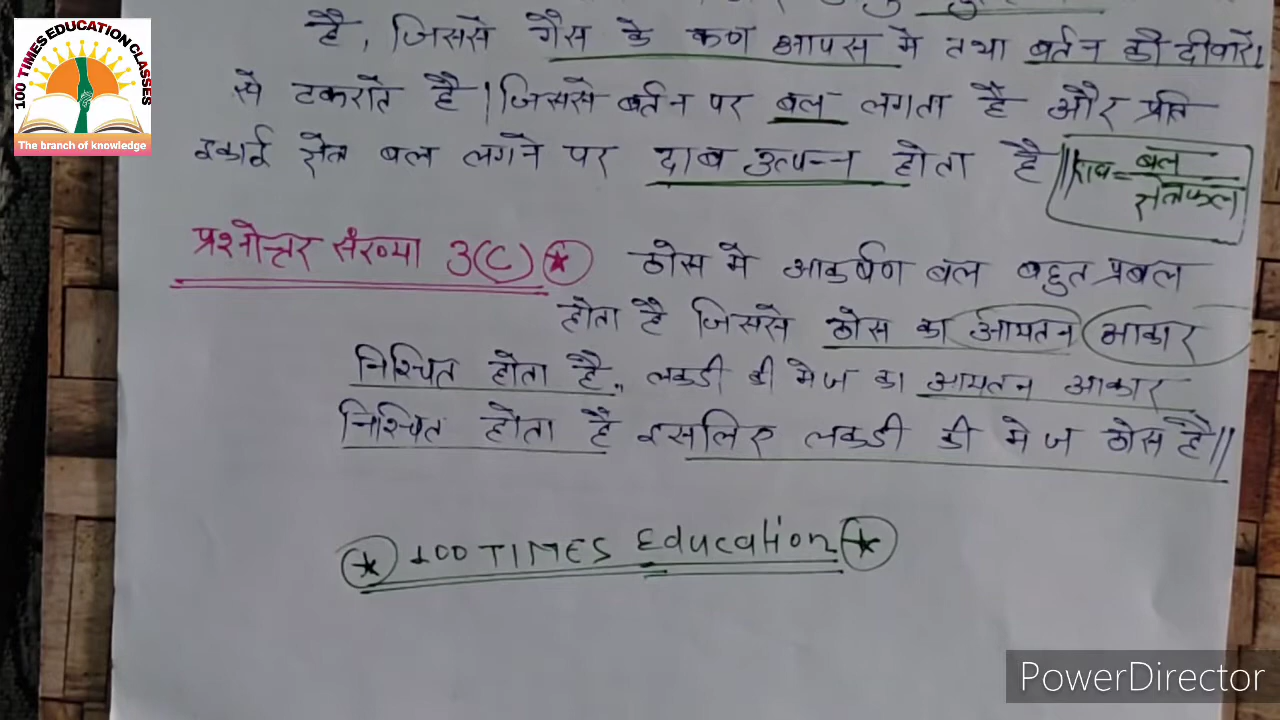 है, जिससे गैस के कण आपस मे तथा बर्तन की दीवारो
से टकराते है। जिससे बर्तन पर बल लगता है और प्रति
इकाई क्षेत्र बल लगने पर दाब उत्पन्न होता है॥ दाब = बल / क्षेत्रफल
प्रश्नोत्तर संख्या 3(C) ठोस मे आकर्षण बल बहुत प्रबल
होता है जिससे ठोस का आयतन आकार
निश्चित होता है, लकडी की मेज का आयतन आकार
निश्चित होता है इसलिए लकडी की मेज ठोस है॥
100 TIMES Education
100 TIMES EDUCATION CLASSES
The branch of knowledge
PowerDirector